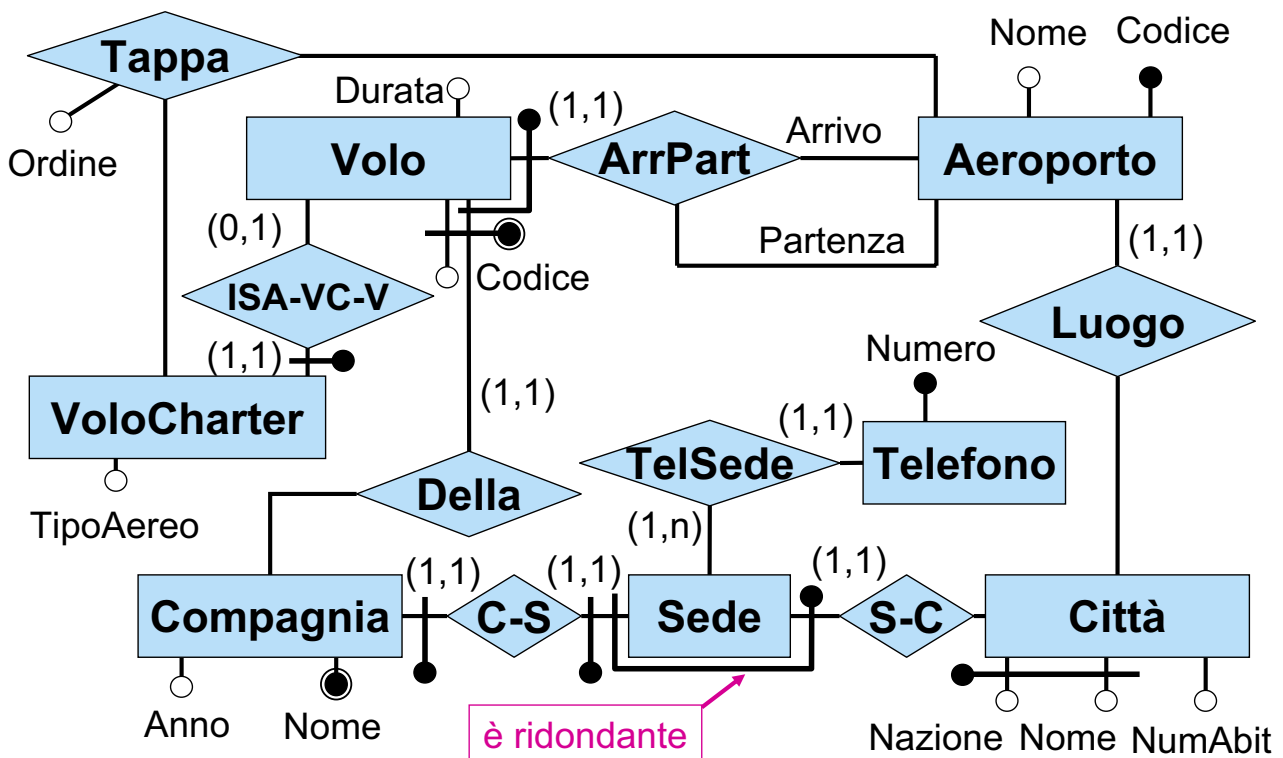 Tappa
Nome
Codice
Durata
(1,1)
Volo
ArrPart
Arrivo
Aeroporto
Ordine
(0,1)
Partenza
(1,1)
Codice
ISA-VC-V
Luogo
(1,1)
Numero
VoloCharter
(1,1)
(1,1)
TelSede
Telefono
TipoAereo
Della
(1,n)
(1,1)
(1,1)
(1,1)
Compagnia
C-S
Sede
S-C
Città
Anno
Nome
è ridondante
Nazione
Nome
NumAbit